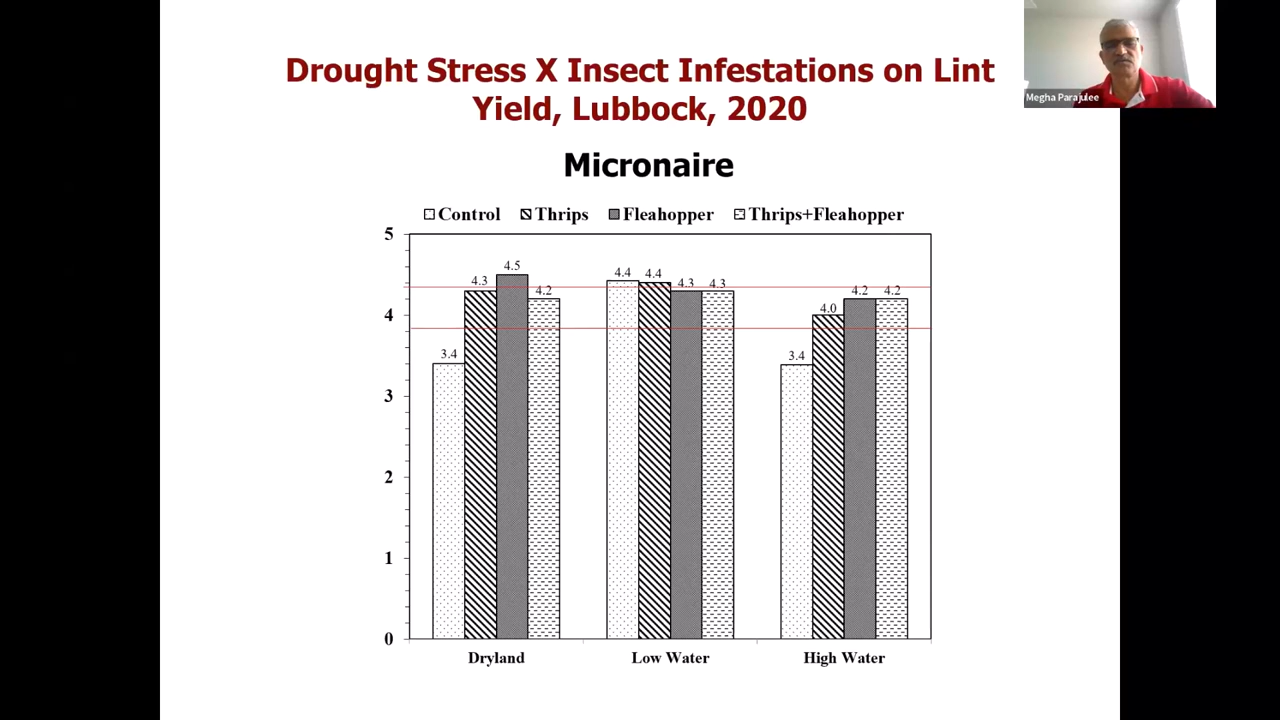 Drought Stress X Insect Infestations on Lint
Yield, Lubbock, 2020
Megha Parajulee
Micronaire
Control Thrips Fleahopper Thrips+Fleahopper
5
4
3
2
1
0
3.4 4.3 4.5 4.2
4.4 4.4 4.3 4.3
3.4 4.0 4.2 4.2
Dryland Low Water High Water